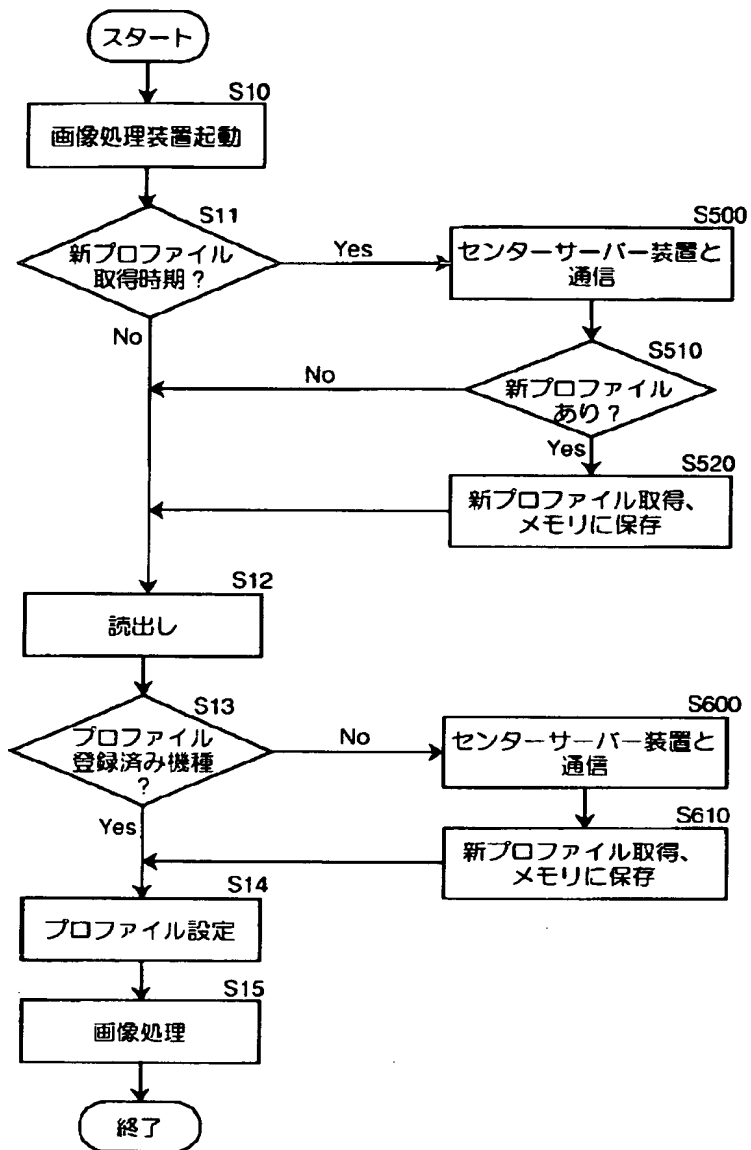 スタート
S10
画像処理装置起動
S11
新プロファイル
取得時期？
Yes
No
S500
センターサーバー装置と
通信
S510
新プロファイル
あり？
No
Yes
S520
新プロファイル取得、
メモリに保存
S12
読出し
S13
プロファイル
登録済み機種
？
No
Yes
S600
センターサーバー装置と
通信
S610
新プロファイル取得、
メモリに保存
S14
プロファイル設定
S15
画像処理
終了